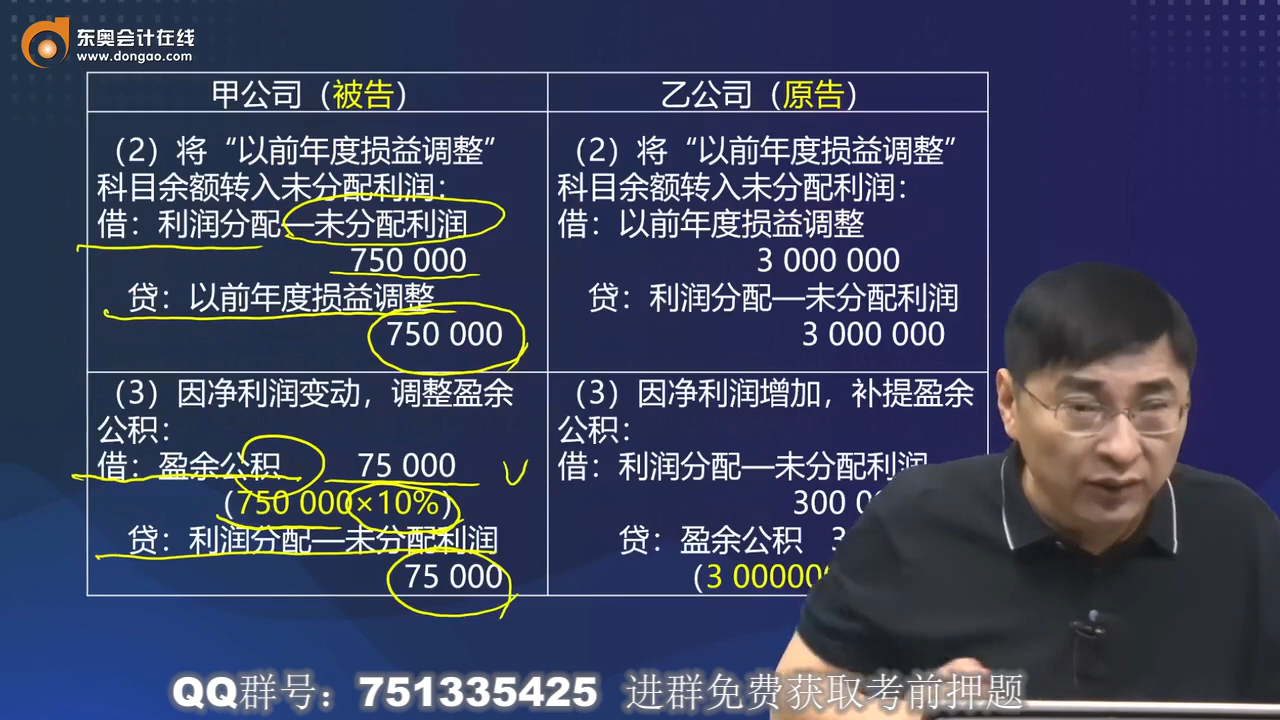 东奥会计在线
www.dongao.com
甲公司（被告）
乙公司（原告）
（2）将“以前年度损益调整”
科目余额转入未分配利润：
借：利润分配—未分配利润
750 000
贷：以前年度损益调整
750 000
（2）将“以前年度损益调整”
科目余额转入未分配利润：
借：以前年度损益调整
3 000 000
贷：利润分配—未分配利润
3 000 000
（3）因净利润变动，调整盈余
公积：
借：盈余公积 75 000
（750 000×10%）
贷：利润分配—未分配利润
75 000
（3）因净利润增加，补提盈余
公积：
借：利润分配—未分配利润
300
贷：盈余公积
QQ群号：751335425 进群免费获取考前押题